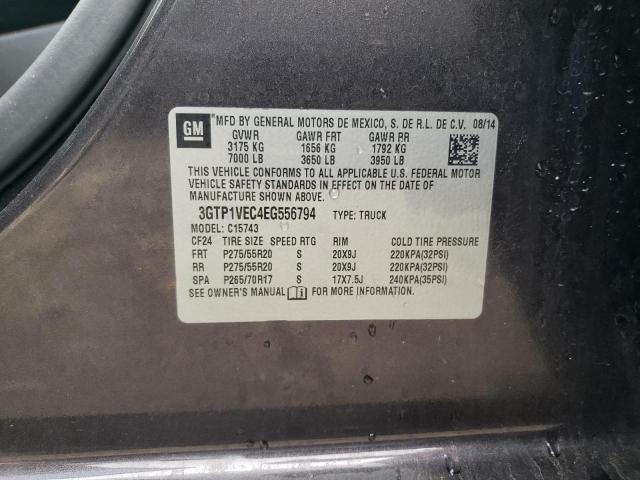 GM MFD BY GENERAL MOTORS DE MEXICO, S. DE R.L. DE C.V. 08/14
GVWR GAWR FRT GAWR RR
3175 KG 1656 KG 1792 KG
7000 LB 3650 LB 3950 LB
THIS VEHICLE CONFORMS TO ALL APPLICABLE U.S. FEDERAL MOTOR
VEHICLE SAFETY STANDARDS IN EFFECT ON THE DATE OF
MANUFACTURE SHOWN ABOVE.
3GTP1VEC4EG556794 TYPE: TRUCK
MODEL: C15743
CF24 TIRE SIZE SPEED RTG RIM COLD TIRE PRESSURE
FRT P275/55R20 S 20X9J 220KPA(32PSI)
RR P275/55R20 S 20X9J 220KPA(32PSI)
SPA P265/70R17 S 17X7.5J 240KPA(35PSI)
SEE OWNER'S MANUAL FOR MORE INFORMATION.